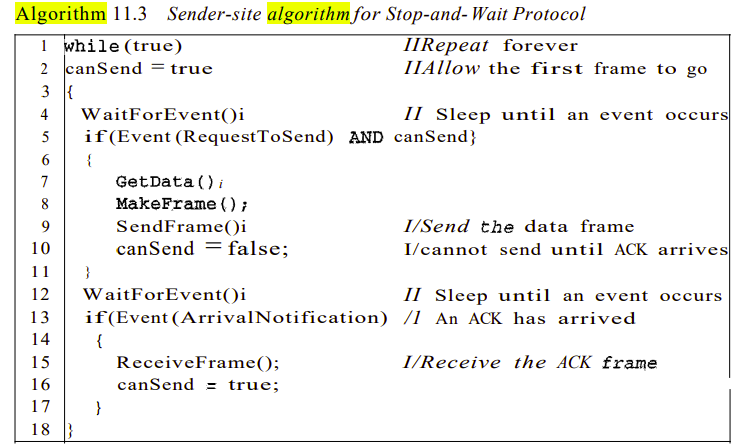 Algorithm 11.3 Sender-site algorithm for Stop-and-Wait Protocol
1 while (true) IIRepeat forever
2 canSend = true IIAllow the first frame to go
3 {
4 WaitForEvent()i II Sleep until an event occurs
5 if(Event (RequestToSend) AND canSend}
6 {
7 GetData() ;
8 MakeFrame();
9 SendFrame()i I/Send the data frame
10 canSend = false; I/cannot send until ACK arrives
11 }
12 WaitForEvent()i II Sleep until an event occurs
13 if(Event (ArrivalNotification) /1 An ACK has arrived
14 {
15 ReceiveFrame(); I/Receive the ACK frame
16 canSend = true;
17 }
18 }